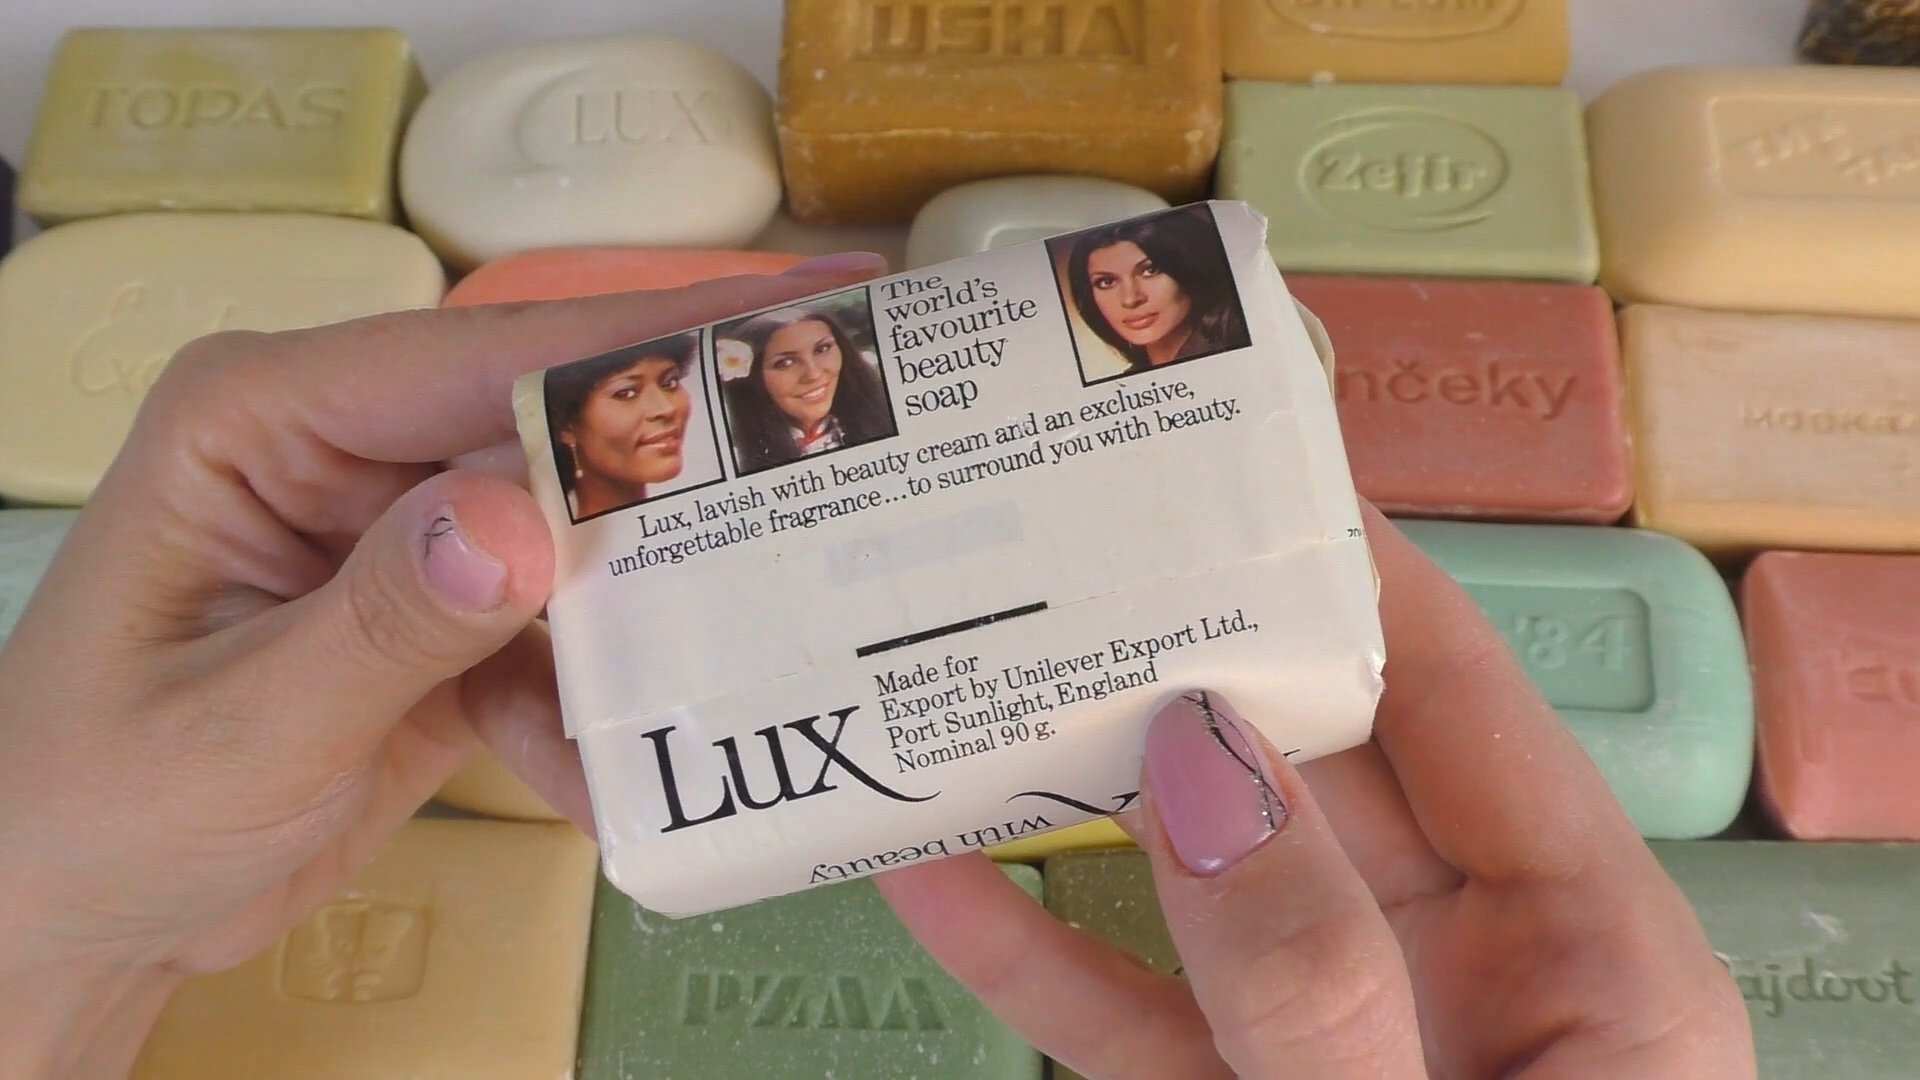 TOPAS
LUX
USHA
Zefir
The
world's
favourite
beauty
soap
Lux, lavish with beauty cream and an exclusive,
unforgettable fragrance...to surround you with beauty.
nčeky
'84
Made for
Export by Unilever Export Ltd.,
Port Sunlight, England
Nominal 90 g.
Lux
with beauty